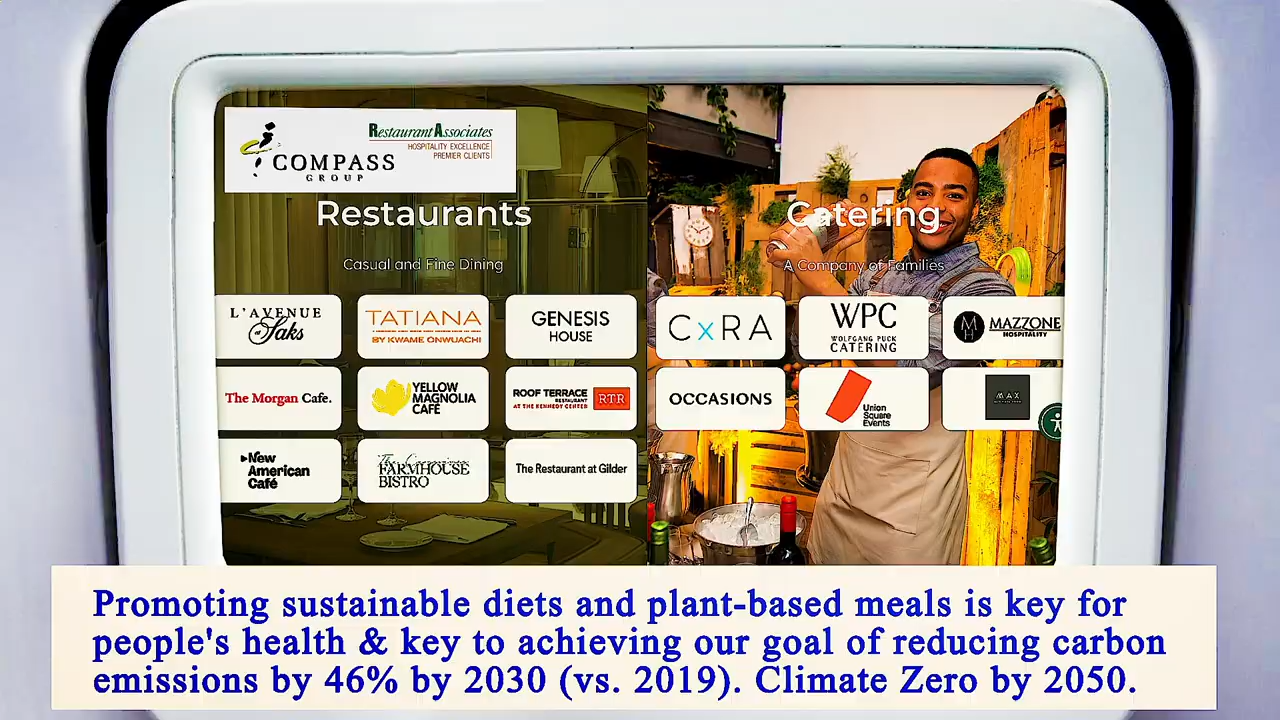 COMPASS
GROUP
Restaurant Associates
HOSPITALITY EXCELLENCE
PREMIER CLIENTS
Restaurants
Casual and Fine Dining
L'AVENUE
at Saks
TATIANA
BY KWAME ONWUACHI
GENESIS
HOUSE
The Morgan Cafe.
YELLOW
MAGNOLIA
CAFÉ
ROOF TERRACE
RESTAURANT
AT THE KENNEDY CENTER
RTR
New
American
Café
FARMHOUSE
BISTRO
The Restaurant at Gilder
Catering
A Company of Families
CxRA
WPC
WOLFGANG PUCK
CATERING
MH
MAZZONE
HOSPITALITY
OCCASIONS
Union
Square
Events
MAX
Promoting sustainable diets and plant-based meals is key for
people's health & key to achieving our goal of reducing carbon
emissions by 46% by 2030 (vs. 2019). Climate Zero by 2050.